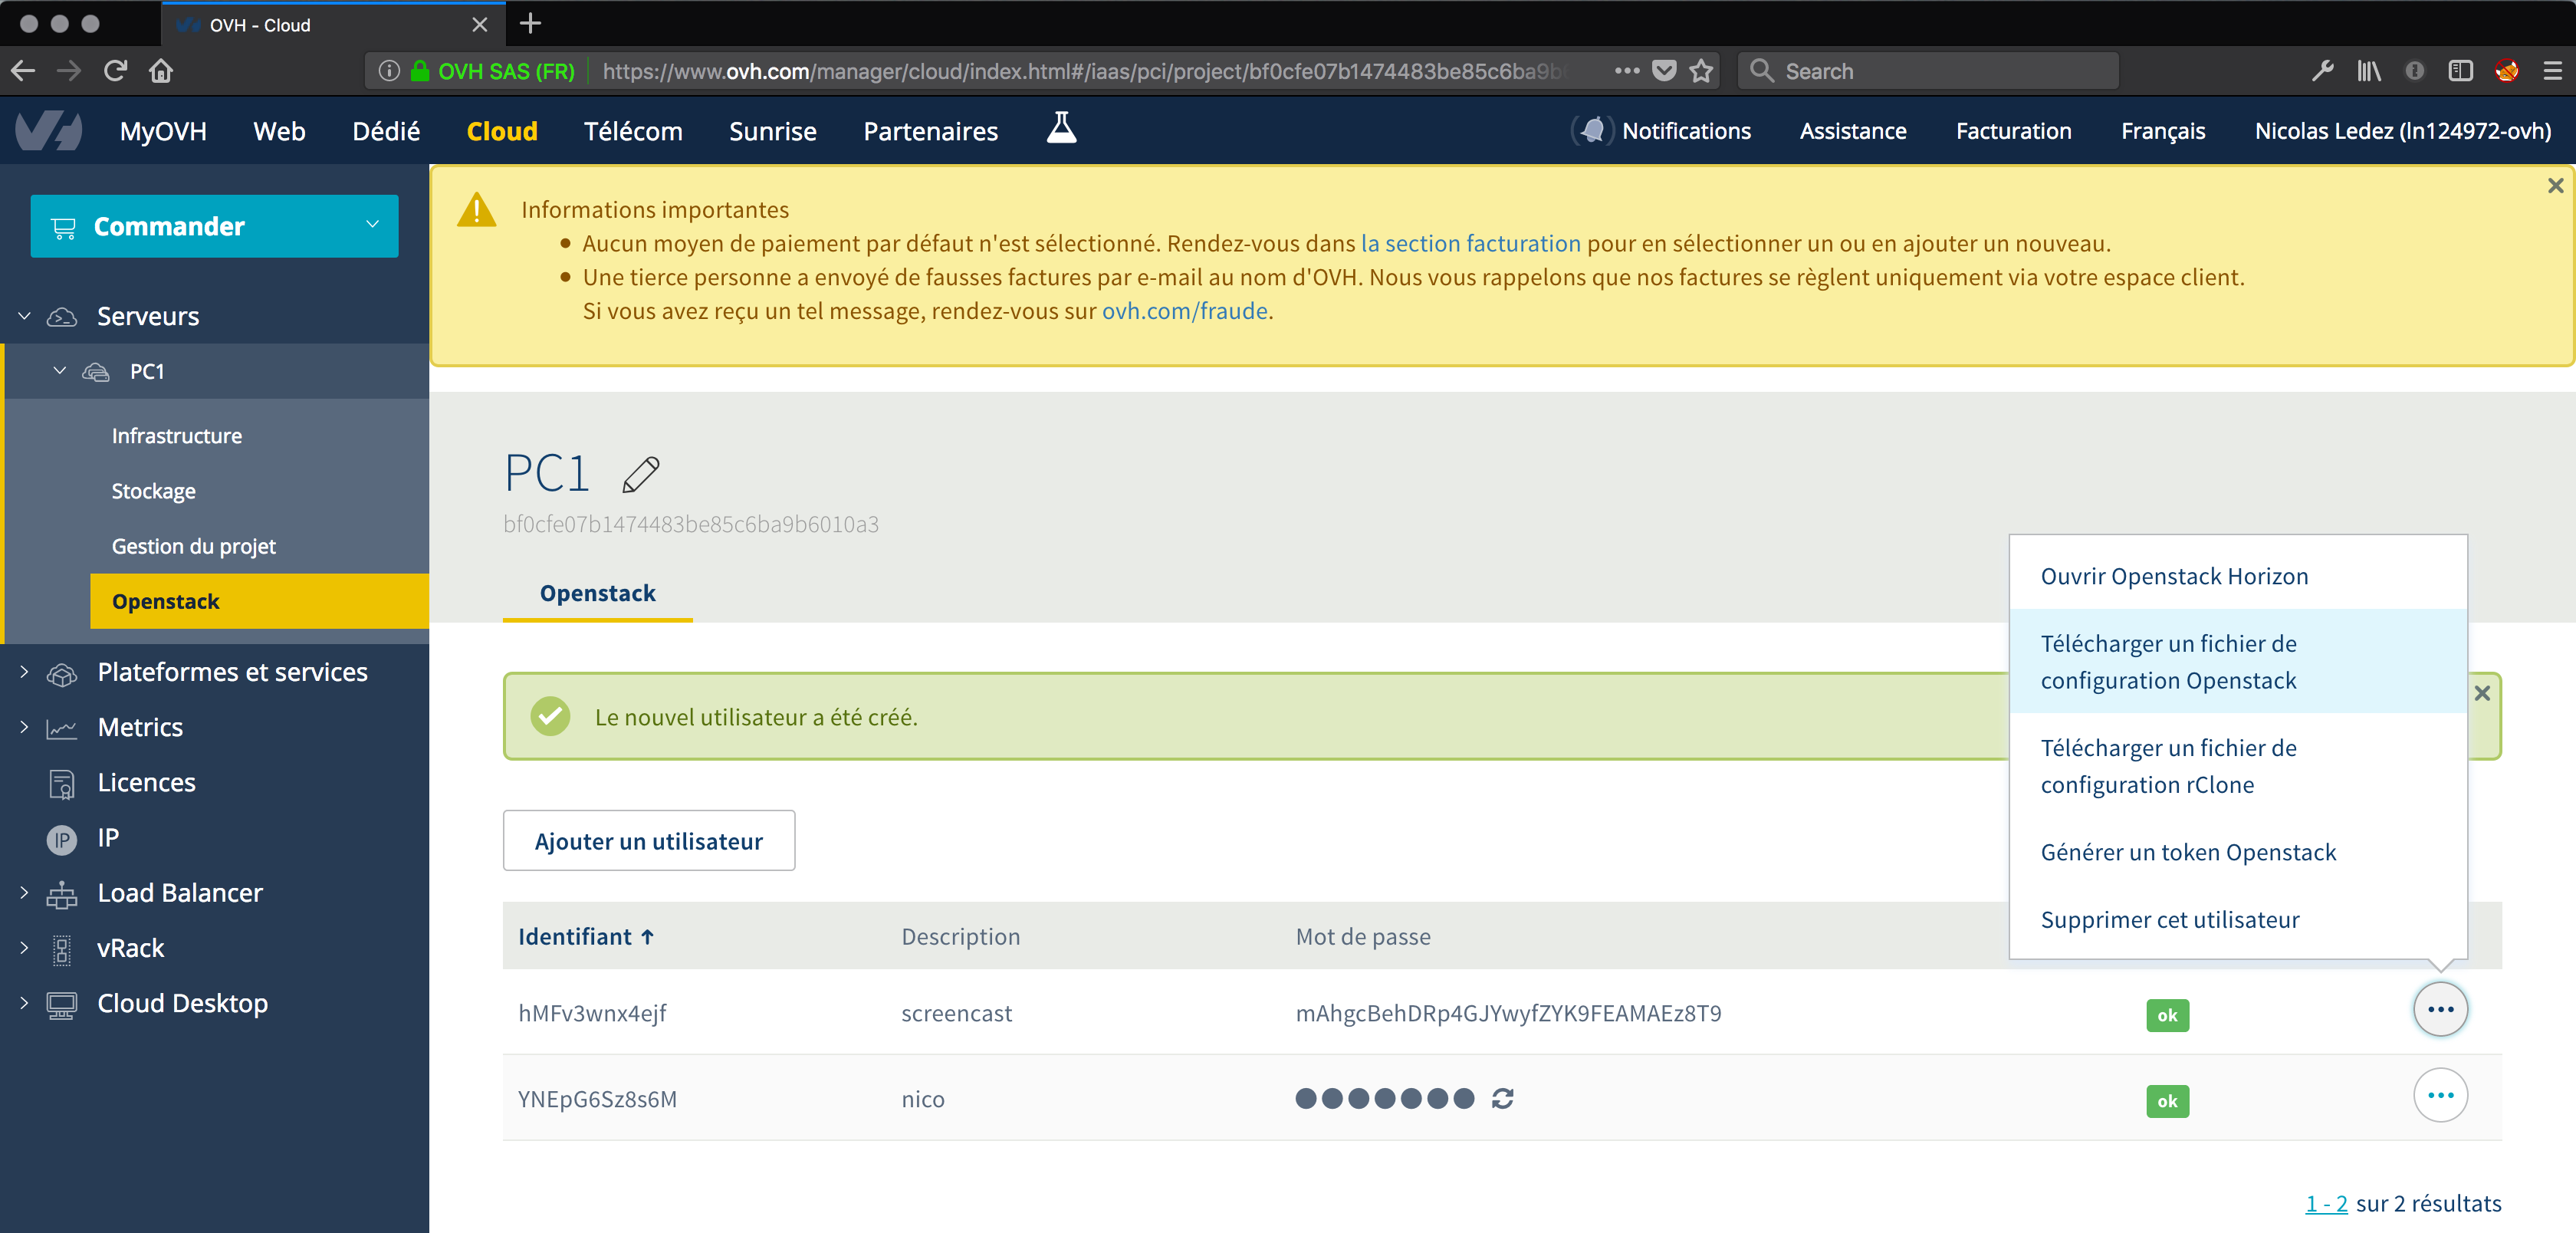 OVH - Cloud
OVH SAS (FR) https://www.ovh.com/manager/cloud/index.html#/iaas/pci/project/bf0cfe07b1474483be85c6ba9b
Search
MyOVH Web Dédié Cloud Télécom Sunrise Partenaires Notifications Assistance Facturation Français Nicolas Ledez (ln124972-ovh)
Commander
Serveurs
PC1
Infrastructure
Stockage
Gestion du projet
Openstack
Plateformes et services
Metrics
Licences
IP IP
Load Balancer
vRack
Cloud Desktop
Informations importantes
Aucun moyen de paiement par défaut n'est sélectionné. Rendez-vous dans la section facturation pour en sélectionner un ou en ajouter un nouveau.
Une tierce personne a envoyé de fausses factures par e-mail au nom d'OVH. Nous vous rappelons que nos factures se règlent uniquement via votre espace client.
Si vous avez reçu un tel message, rendez-vous sur ovh.com/fraude.
PC1
bf0cfe07b1474483be85c6ba9b6010a3
Openstack
Le nouvel utilisateur a été créé.
Ajouter un utilisateur
Ouvrir Openstack Horizon
Télécharger un fichier de
configuration Openstack
Télécharger un fichier de
configuration rClone
Générer un token Openstack
Supprimer cet utilisateur
Identifiant Description Mot de passe
hMFv3wnx4ejf screencast mAhgcBehDRp4GJYwyfZYK9FEAMAEz8T9 ok
YNEpG6Sz8s6M nico ok
1 - 2 sur 2 résultats